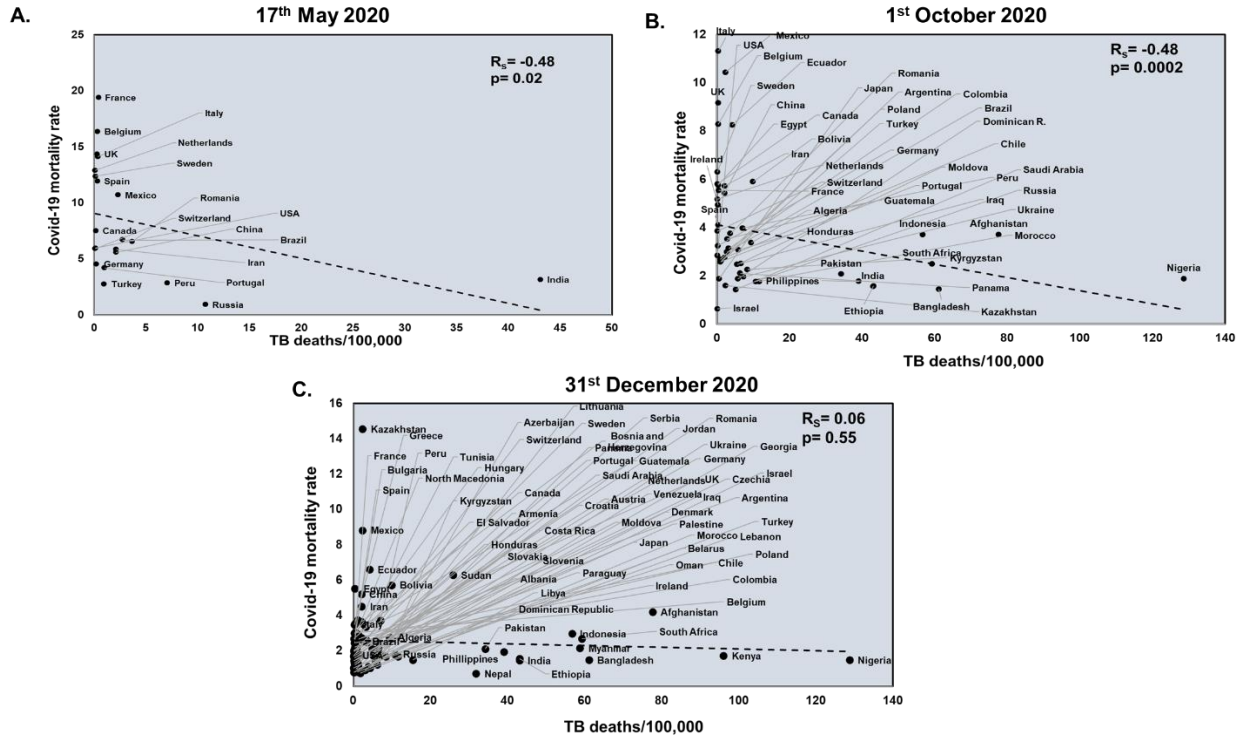 A.
17th May 2020
Covid-19 mortality rate
25
20
15
10
5
0
Rs= -0.48
p= 0.02
France
Italy
Belgium
Netherlands
UK
Sweden
Spain
Mexico
Romania
Switzerland
USA
Canada
China
Brazil
Iran
Germany
Portugal
Turkey
Peru
India
Russia
0 5 10 15 20 25 30 35 40 45 50
TB deaths/100,000
B.
1st October 2020
Covid-19 mortality rate
12
10
8
6
4
2
0
Rs= -0.48
p= 0.0002
Italy
Mexico
USA
Belgium
Ecuador
Romania
Japan
Argentina
Colombia
UK
Sweden
China
Poland
Brazil
Canada
Egypt
Turkey
Dominican R.
Bolivia
Chile
Germany
Ireland
Iran
Netherlands
Moldova
Saudi Arabia
Switzerland
Peru
France
Portugal
Russia
Guatemala
Iraq
Spain
Algeria
Indonesia
Ukraine
Honduras
Afghanistan
Morocco
South Africa
Kyrgyzstan
Pakistan
Nigeria
India
Philippines
Panama
Israel
Ethiopia
Bangladesh
Kazakhstan
0 20 40 60 80 100 120 140
TB deaths/100,000
C.
31st December 2020
Covid-19 mortality rate
16
14
12
10
8
6
4
2
0
RS= 0.06
p= 0.55
Lithuania
Kazakhstan
Azerbaijan
Sweden
Serbia
Romania
Greece
Switzerland
Bosnia and
Herzegovina
Jordan
Panama
Ukraine
Georgia
France
Peru
Tunisia
Portugal
Guatemala
Germany
Bulgaria
Hungary
North Macedonia
Saudi Arabia
Netherlands
UK
Czechia
Israel
Spain
Canada
Kyrgyzstan
Austria
Venezuela
Iraq
Argentina
Croatia
Armenia
Denmark
Mexico
El Salvador
Costa Rica
Moldova
Palestine
Turkey
Morocco
Lebanon
Honduras
Japan
Belarus
Slovakia
Slovenia
Poland
Ecuador
Sudan
Albania
Paraguay
Oman
Chile
Bolivia
Colombia
Egypt
China
Libya
Ireland
Iran
Dominican Republic
Belgium
Afghanistan
Italy
Pakistan
Algeria
Indonesia
South Africa
Brazil
Myanmar
USA
Russia
Phillippines
India
Bangladesh
Kenya
Nigeria
Nepal
Ethiopia
0 20 40 60 80 100 120 140
TB deaths/100,000